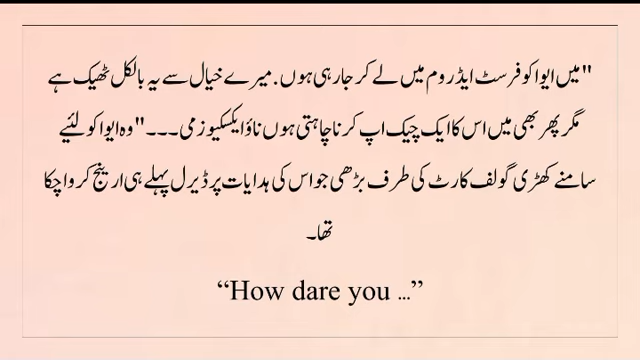 "میں ایوا کو فرسٹ ایڈ روم میں لے کر جا رہی ہوں. میرے خیال سے یہ بالکل ٹھیک ہے
مگر پھر بھی میں اس کا ایک چیک اپ کرنا چاہتی ہوں ناؤ ایکسکیوز می۔۔۔"وہ ایوا کو لئیے
سامنے کھڑی گولف کارٹ کی طرف بڑھی جو اس کی ہدایات پر ڈیرل پہلے ہی ارینج کروا چکا
تھا۔
“How dare you ...”